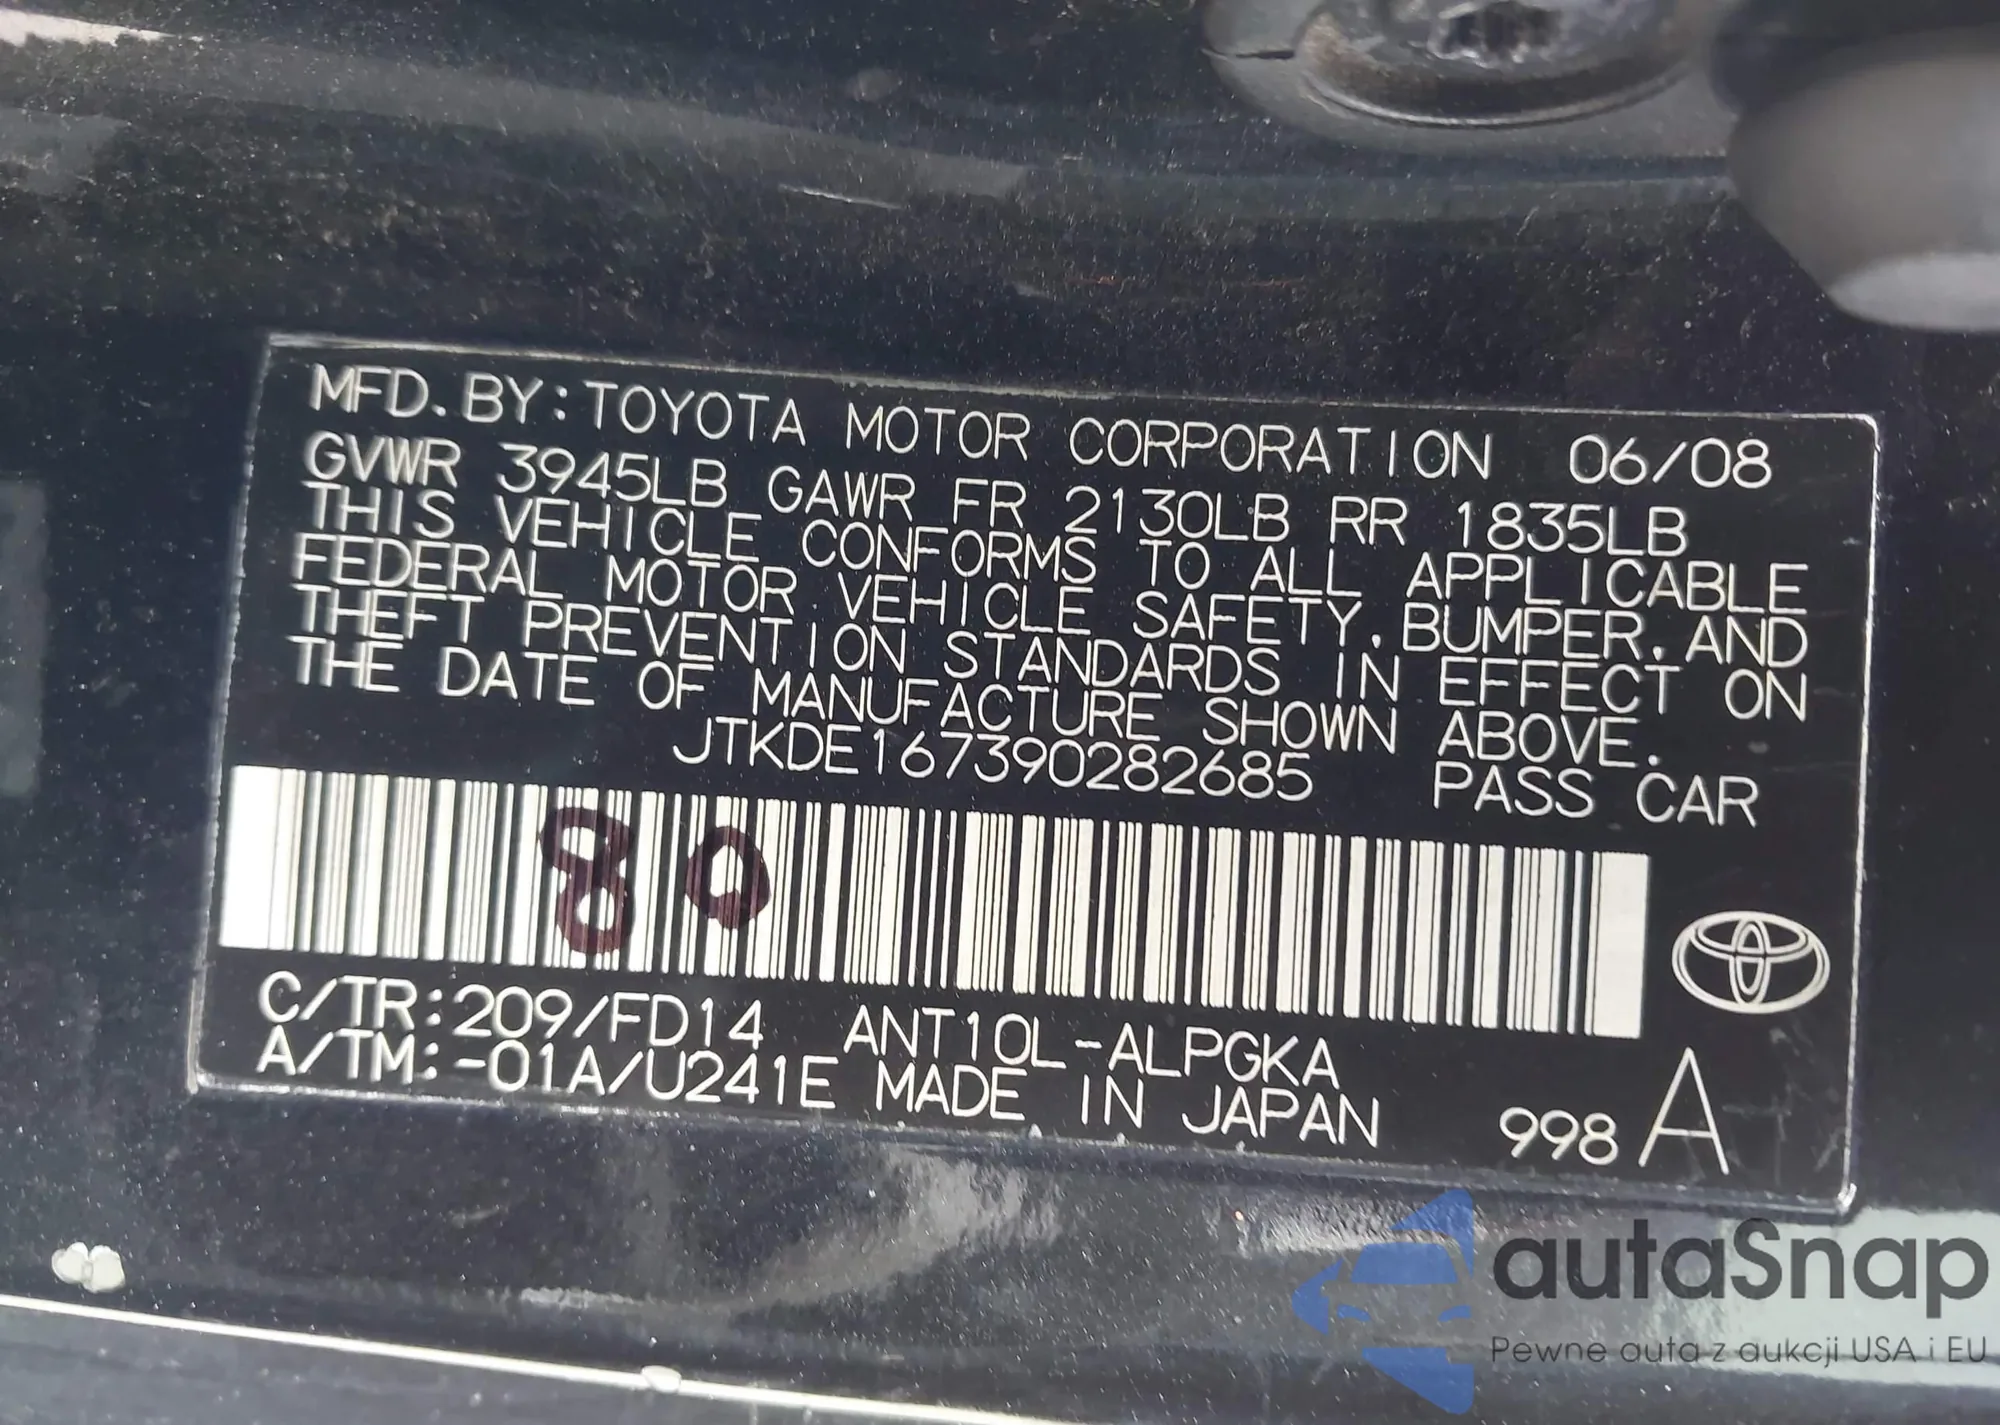 MFD.BY:TOYOTA MOTOR CORPORATION 06/08
GVWR 3945LB GAWR FR 2130LB RR 1835LB
THIS VEHICLE CONFORMS TO ALL APPLICABLE
FEDERAL MOTOR VEHICLE SAFETY,BUMPER,AND
THEFT PREVENTION STANDARDS IN EFFECT ON
THE DATE OF MANUFACTURE SHOWN ABOVE.
JTKDE167390282685 PASS CAR
80
C/TR:209/FD14 ANT10L-ALPGKA
A/TM:-01A/U241E MADE IN JAPAN 998 A
autaSnap
Pewne auta z aukcji USA i EU